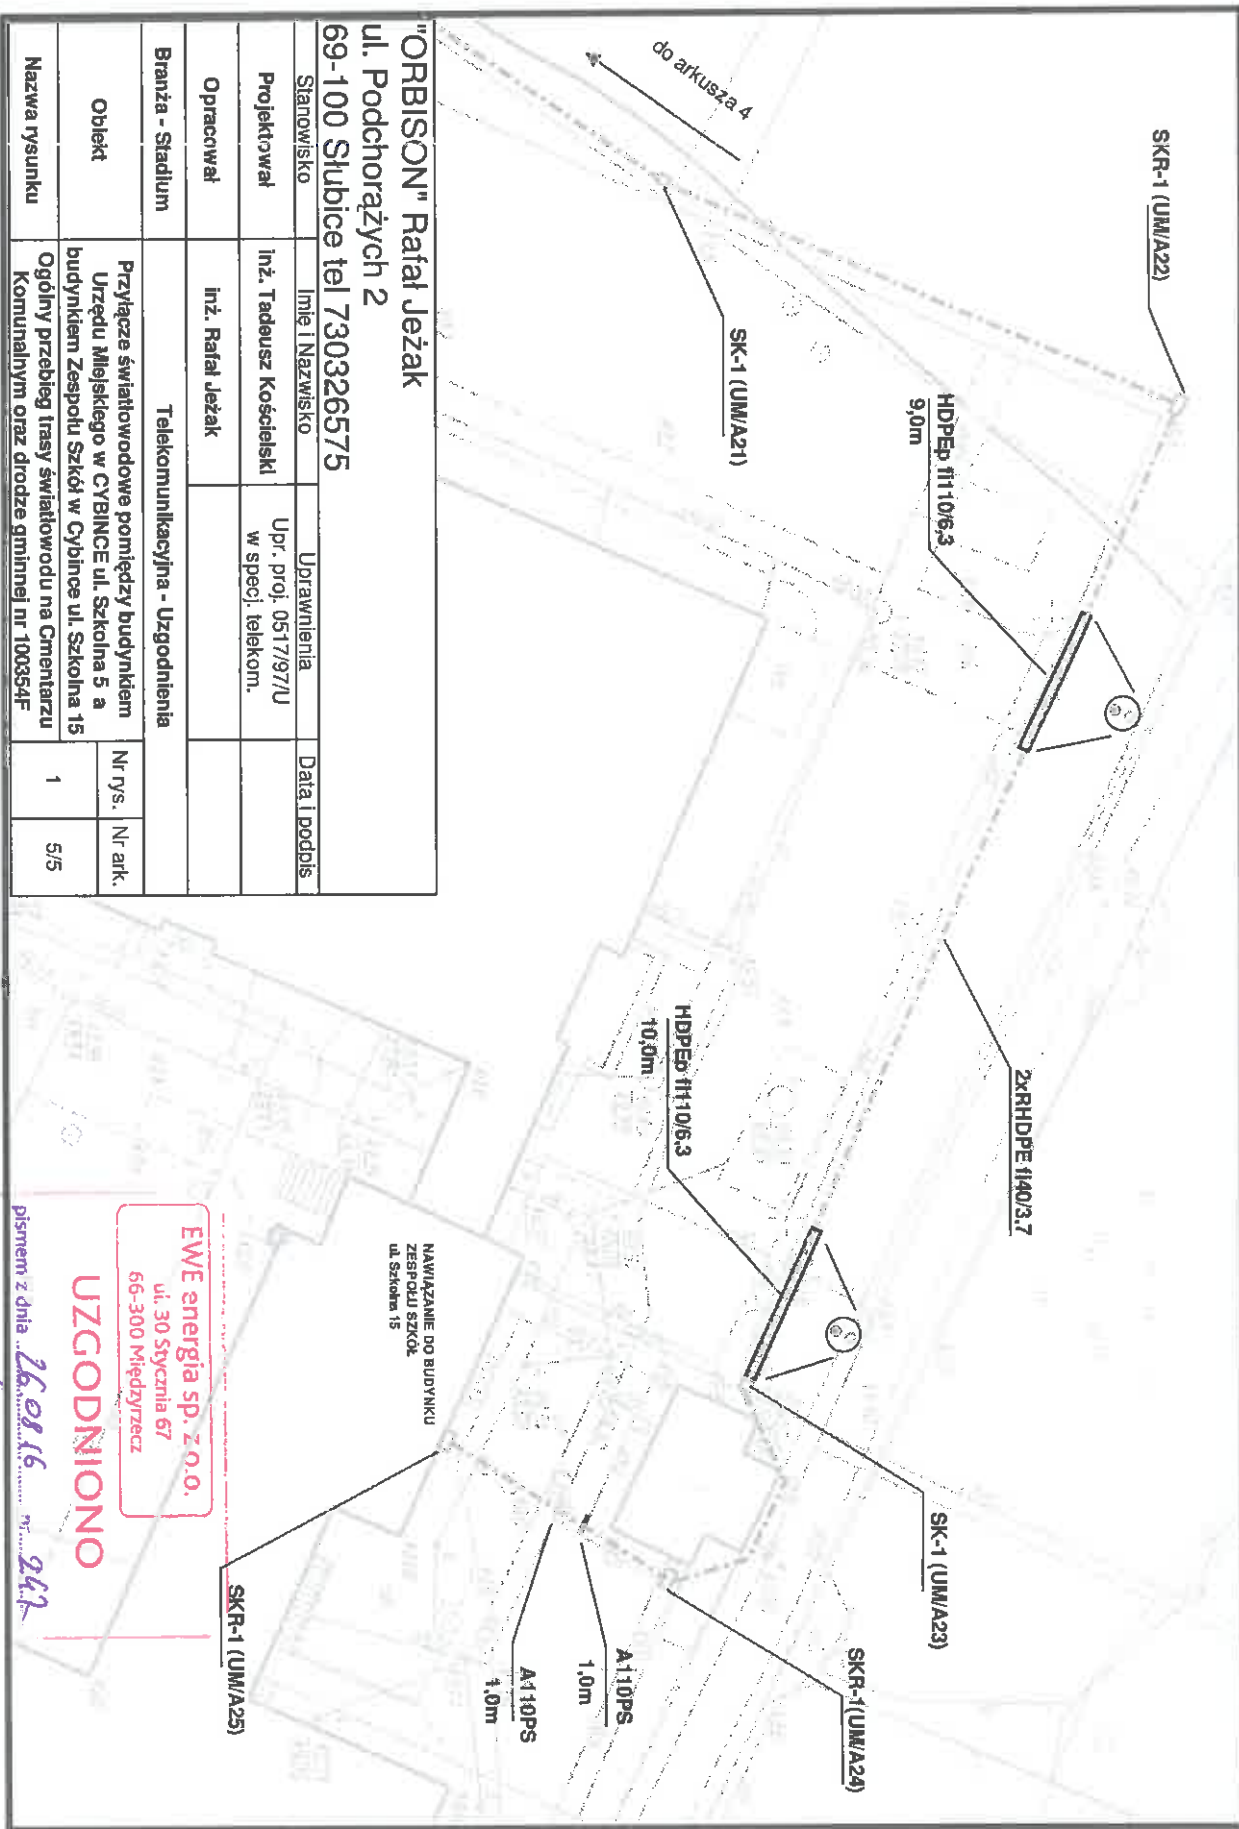 do arkusza 4
SKR-1 (UM/A22)
SK-1 (UM/A21)
HDPEp fi110/6,3
9,0m
2xRHDPE fi40/3,7
HDPEp fi110/6,3
10,0m
SK-1 (UM/A23)
SKR-1(UM/A24)
A110PS
1,0m
A110PS
1,0m
SKR-1 (UM/A25)
NAWIĄZANIE DO BUDYNKU
ZESPOŁU SZKÓŁ
ul. Szkolna 15
"ORBISON" Rafał Jeżak
ul. Podchorążych 2
69-100 Słubice tel 730326575
Stanowisko Imię i Nazwisko Uprawnienia Data i podpis
Projektował inż. Tadeusz Kościelski Upr. proj. 0517/97/U
w specj. telekom.
Opracował inż. Rafał Jeżak
Branża - Stadium Telekomunikacyjna - Uzgodnienia
Obiekt Przyłącze światłowodowe pomiędzy budynkiem
Urzędu Miejskiego w CYBINCE ul. Szkolna 5 a
budynkiem Zespołu Szkół w Cybince ul. Szkolna 15
Nr rys. Nr ark.
Nazwa rysunku Ogólny przebieg trasy światłowodu na Cmentarzu
Komunalnym oraz drodze gminnej nr 100354F
1 5/5
EWE energia sp. z o.o.
ul. 30 Stycznia 67
66-300 Międzyrzecz
UZGODNIONO
pismem z dnia 26.08.16 nr 247